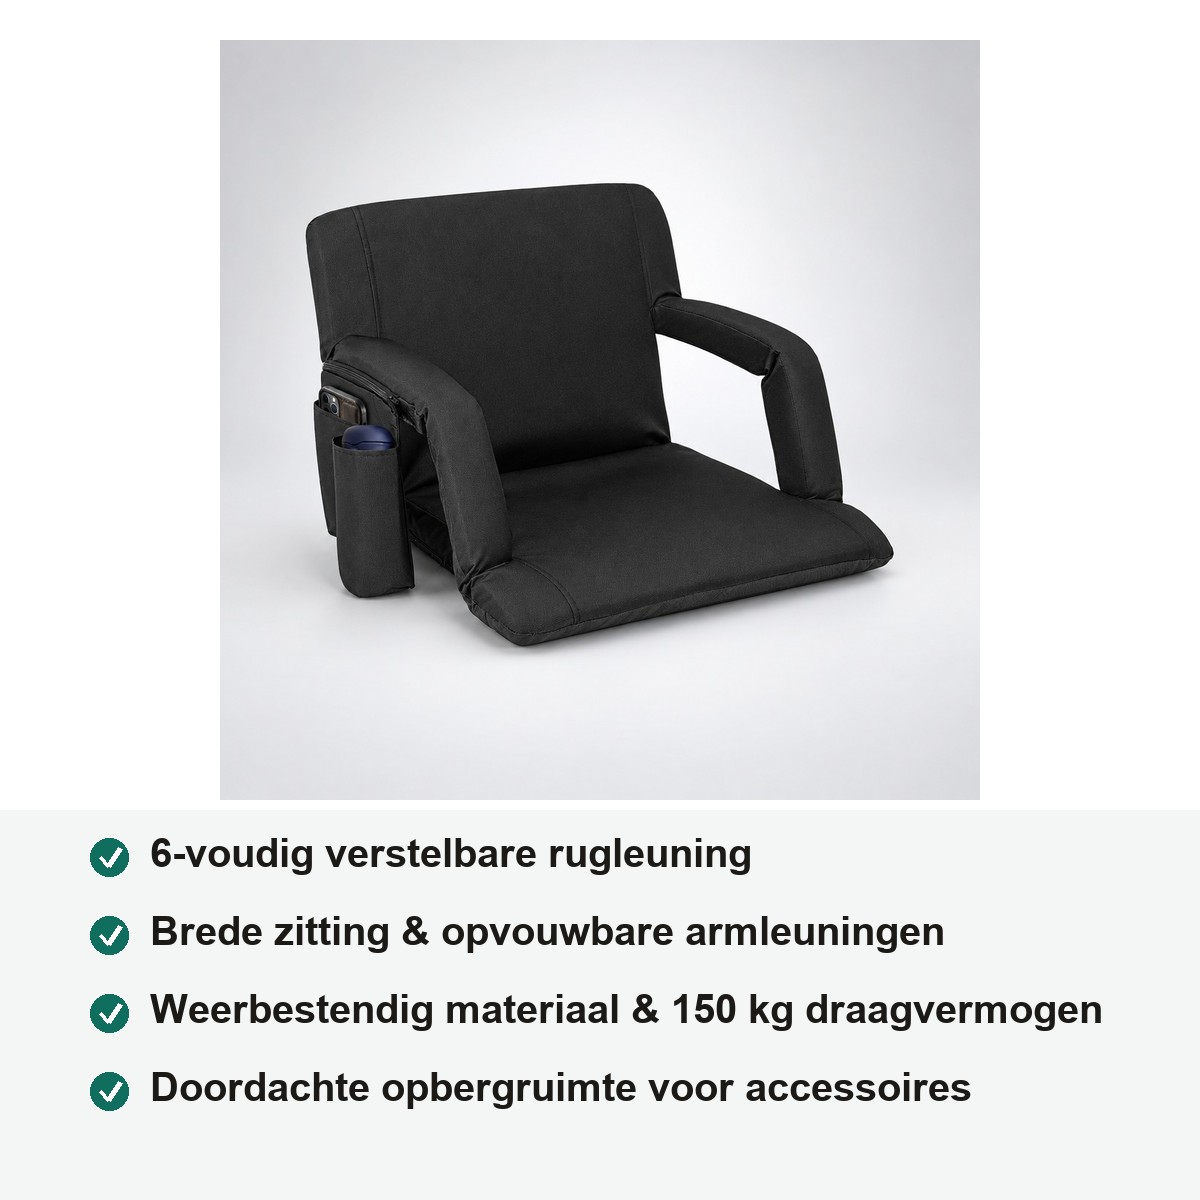 6-voudig verstelbare rugleuning
Brede zitting & opvouwbare armleuningen
Weerbestendig materiaal & 150 kg draagvermogen
Doordachte opbergruimte voor accessoires